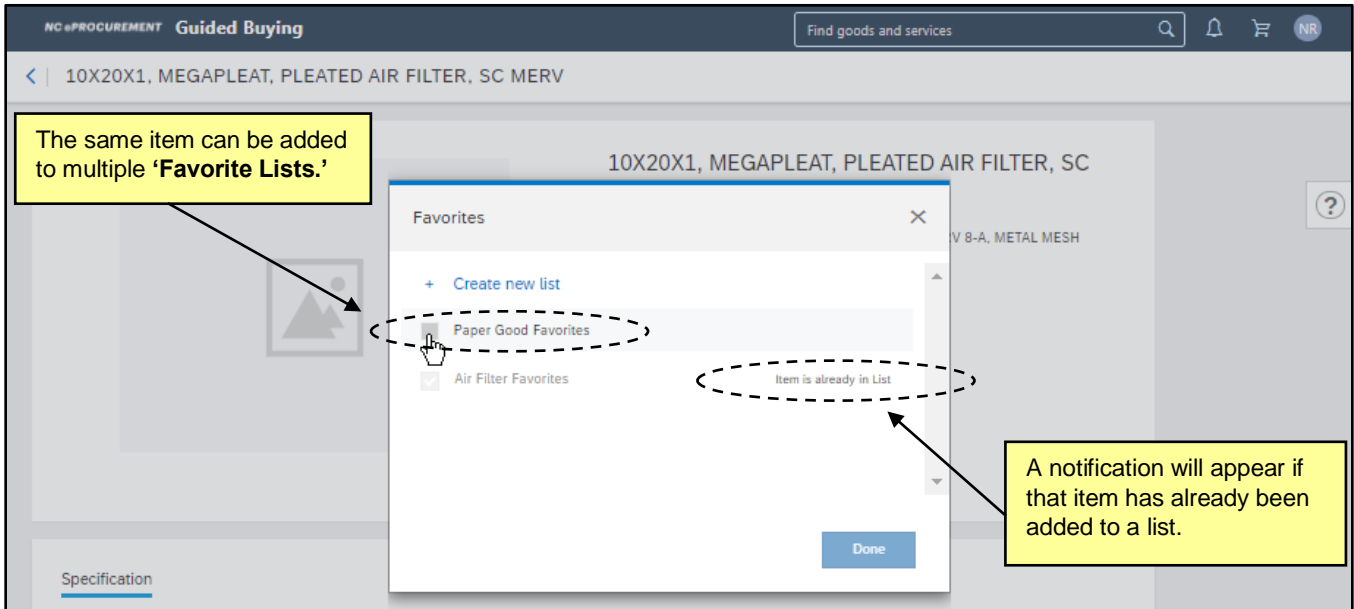 NC ePROCUREMENT Guided Buying
Find goods and services
NR
10X20X1, MEGAPLEAT, PLEATED AIR FILTER, SC MERV
The same item can be added
to multiple ‘Favorite Lists.’
10X20X1, MEGAPLEAT, PLEATED AIR FILTER, SC
V 8-A, METAL MESH
?
Favorites
+ Create new list
Paper Good Favorites
Air Filter Favorites
Item is already in List
A notification will appear if
that item has already been
added to a list.
Done
Specification